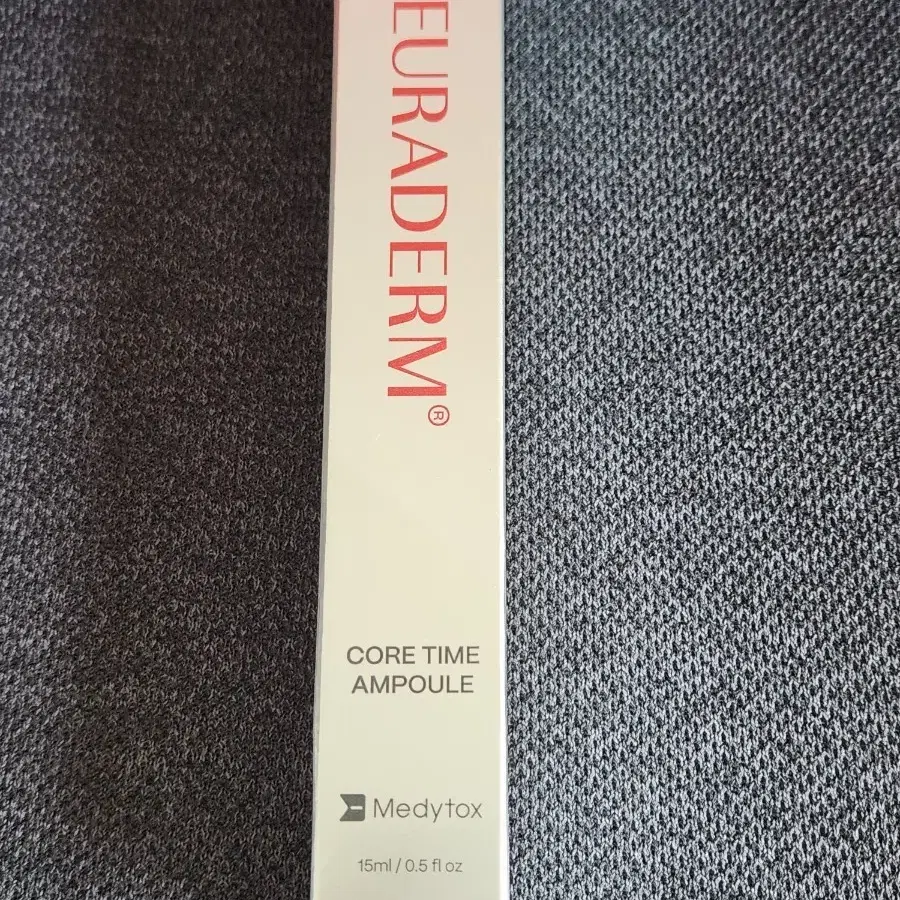 EURADERM®
CORE TIME
AMPOULE
Medytox
15ml / 0.5 fl oz